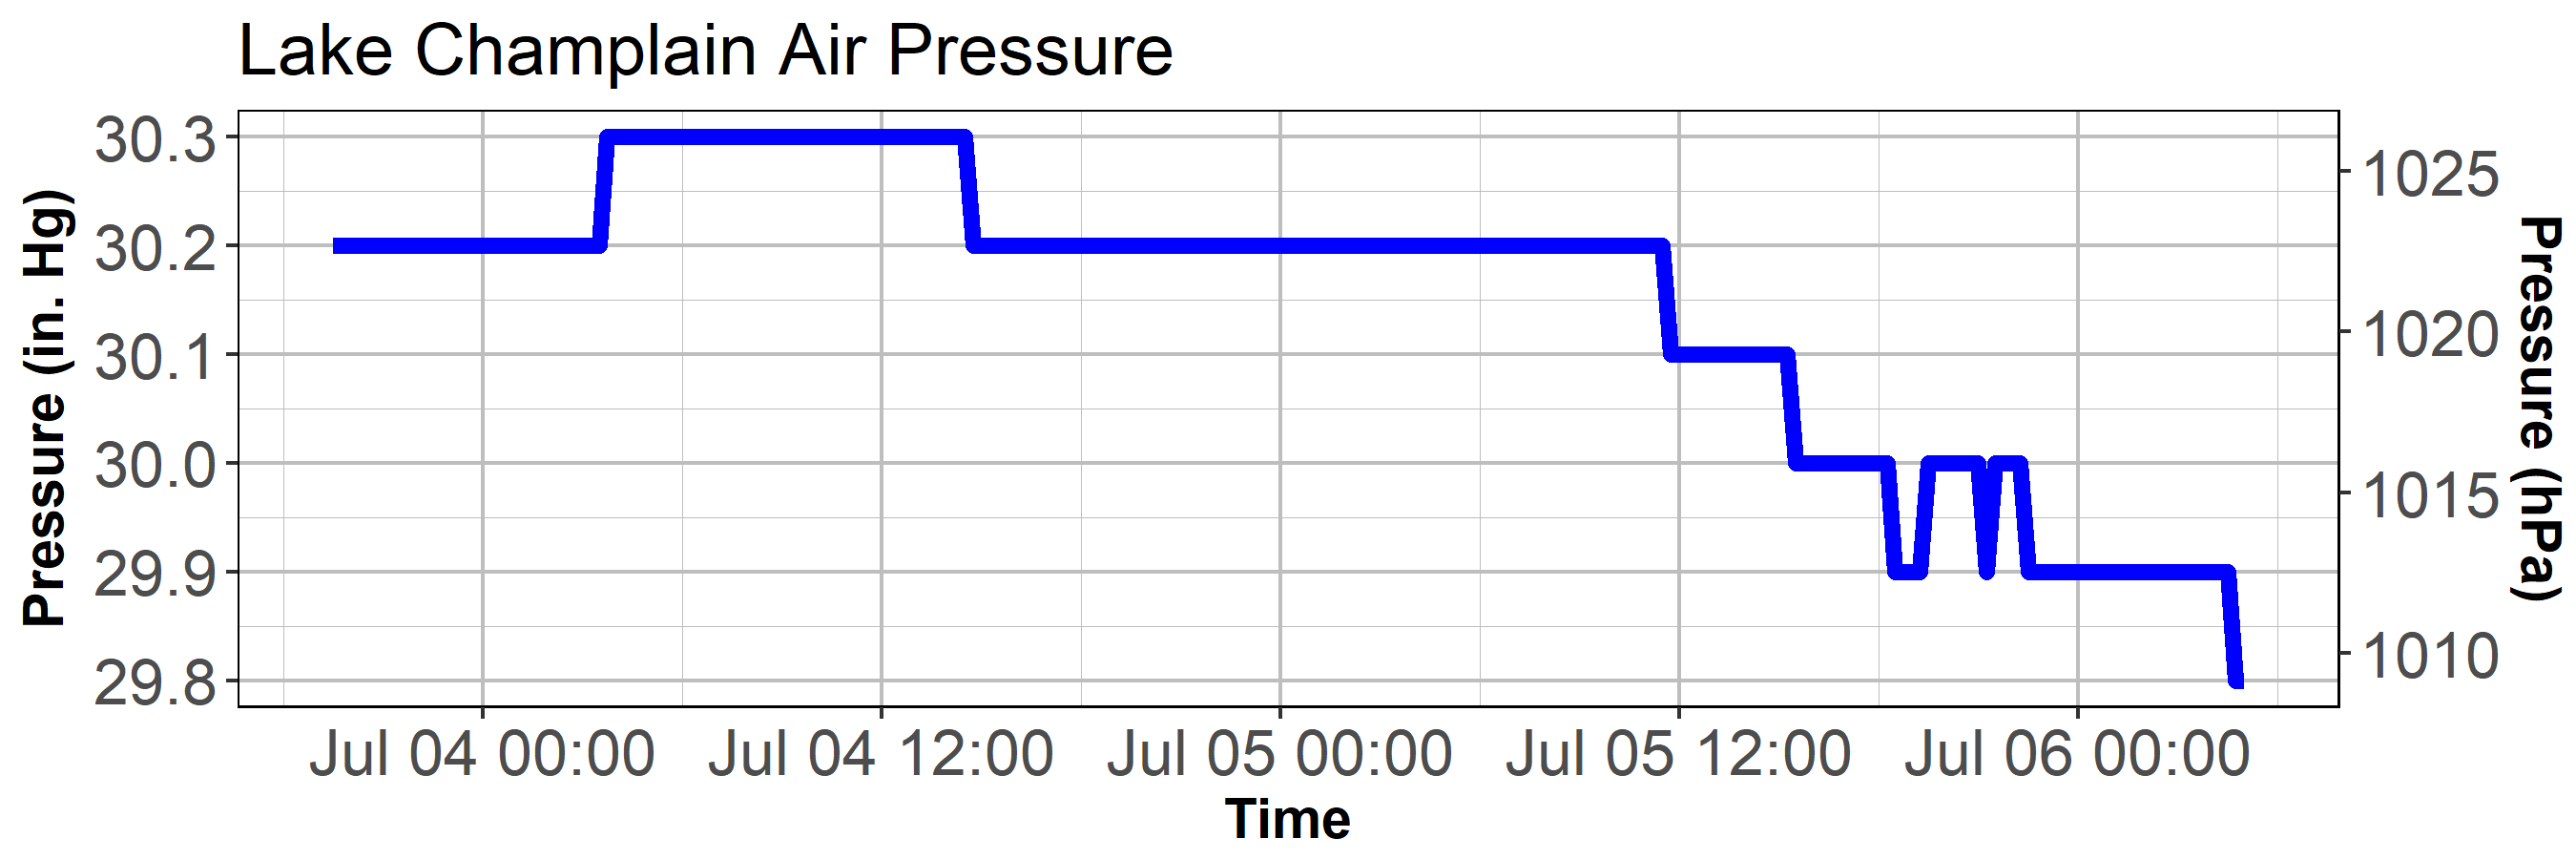 Lake Champlain Air Pressure
Pressure (in. Hg)
30.3
30.2
30.1
30.0
29.9
29.8
1025
1020
1015
1010
Pressure (hPa)
Jul 04 00:00 Jul 04 12:00 Jul 05 00:00 Jul 05 12:00 Jul 06 00:00
Time